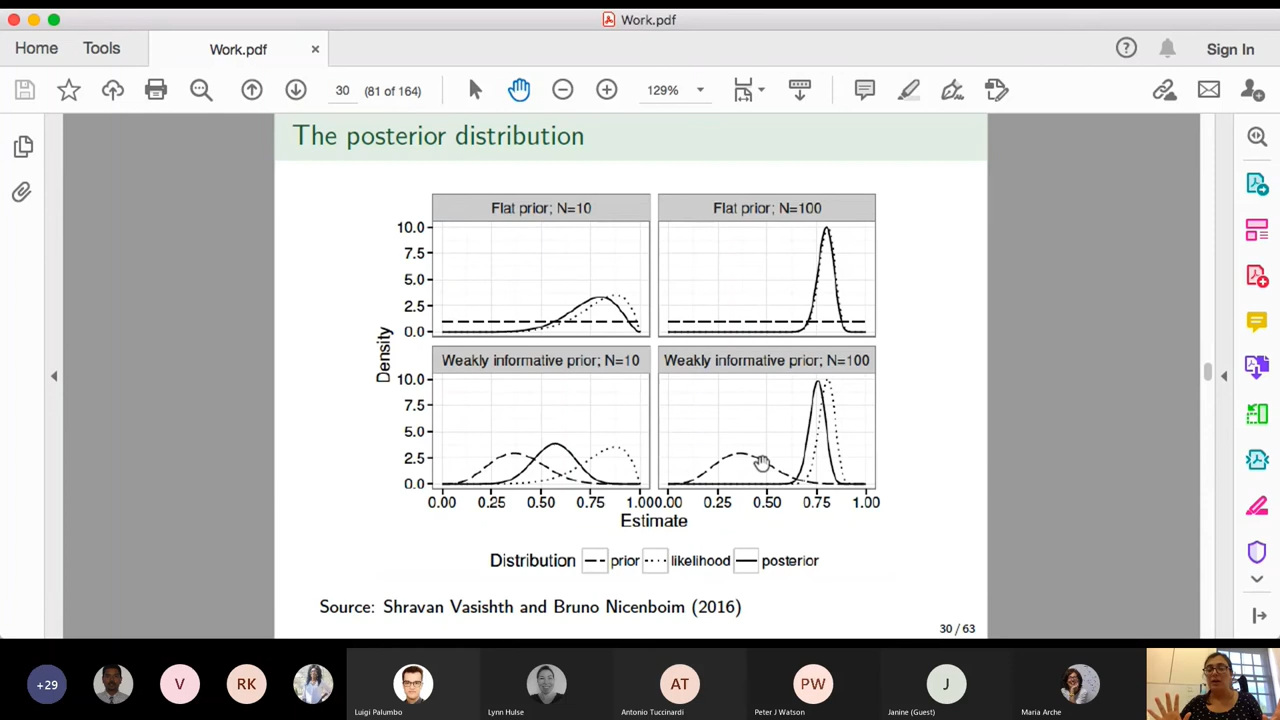 Work.pdf
Home Tools Work.pdf × Sign In
30 (81 of 164) 129%
The posterior distribution
Flat prior; N=10 Flat prior; N=100
10.0
7.5
5.0
2.5
0.0
Weakly informative prior; N=10 Weakly informative prior; N=100
10.0
7.5
5.0
2.5
0.0
Density
0.00 0.25 0.50 0.75 1.00 0.00 0.25 0.50 0.75 1.00
Estimate
Distribution prior likelihood posterior
Source: Shravan Vasishth and Bruno Nicenboim (2016)
30 / 63
+29 V RK AT PW J
Luigi Palumbo Lynn Hulse Antonio Tuccinardi Peter J Watson Janine (Guest) Maria Arche